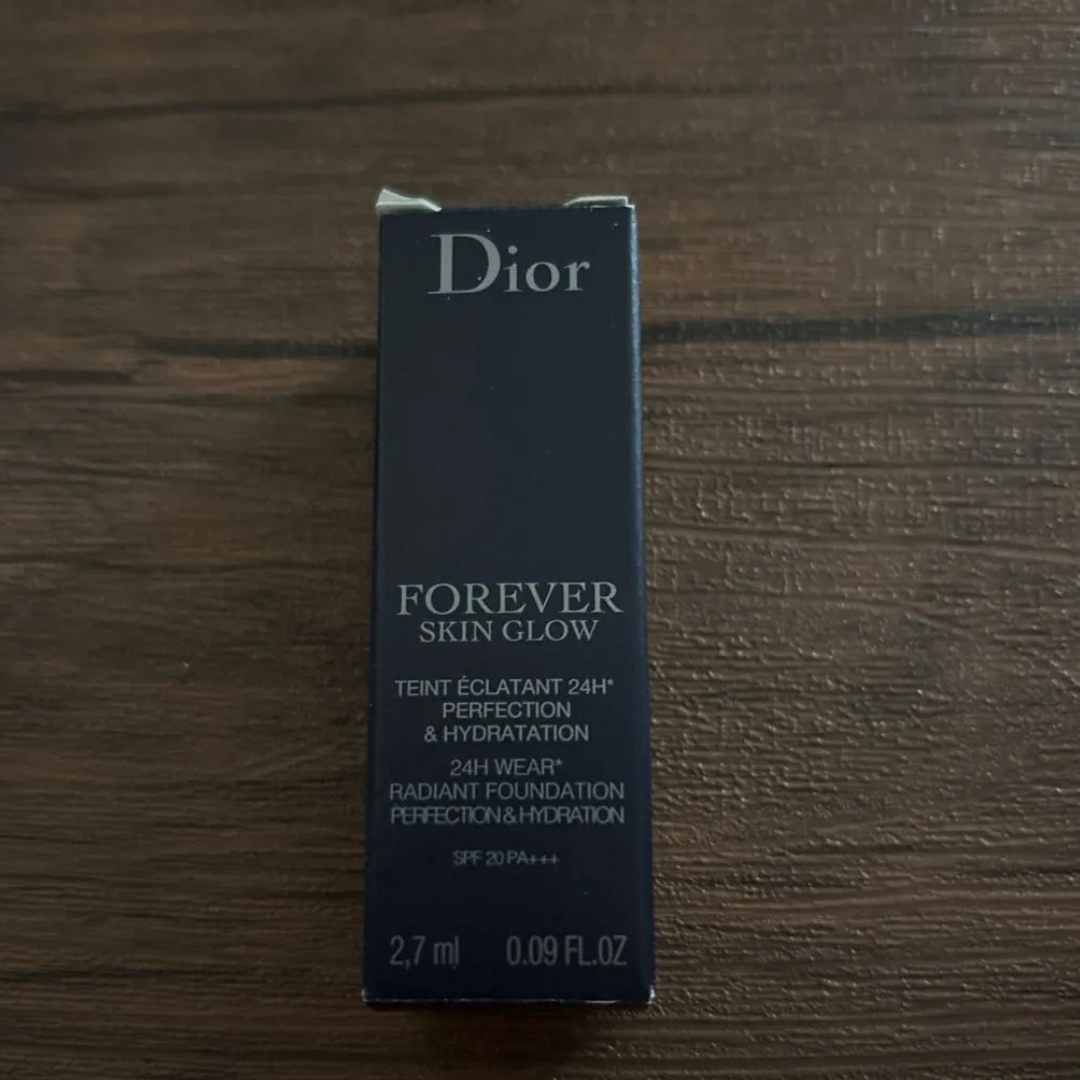 Dior
FOREVER
SKIN GLOW
TEINT ÉCLATANT 24H*
PERFECTION
& HYDRATATION
24H WEAR*
RADIANT FOUNDATION
PERFECTION & HYDRATION
SPF 20 PA+++
2,7 ml 0.09 FL.OZ